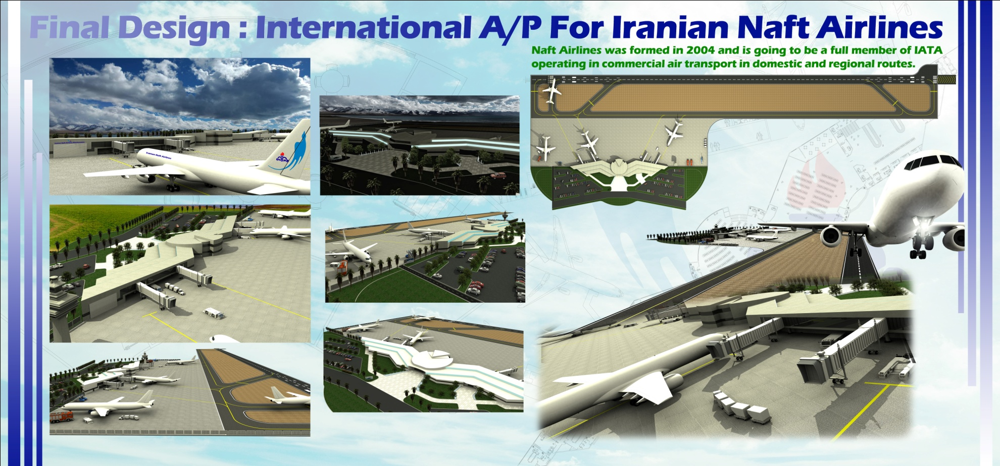 Final Design : International A/P For Iranian Naft Airlines
Naft Airlines was formed in 2004 and is going to be a full member of IATA
operating in commercial air transport in domestic and regional routes.
Iranian Naft Airlines